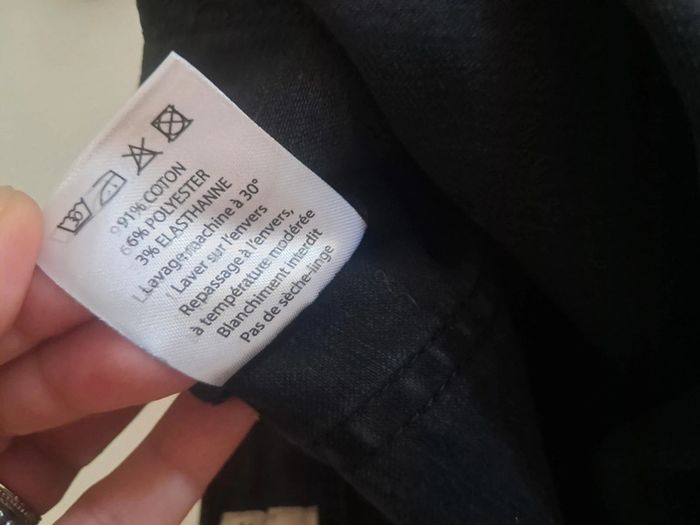 30
91% COTON
6% POLYESTER
3% ELASTHANNE
Lavage machine à 30°
Laver sur l'envers
Repassage à l'envers,
à température modérée
Blanchiment interdit
Pas de sèche-linge